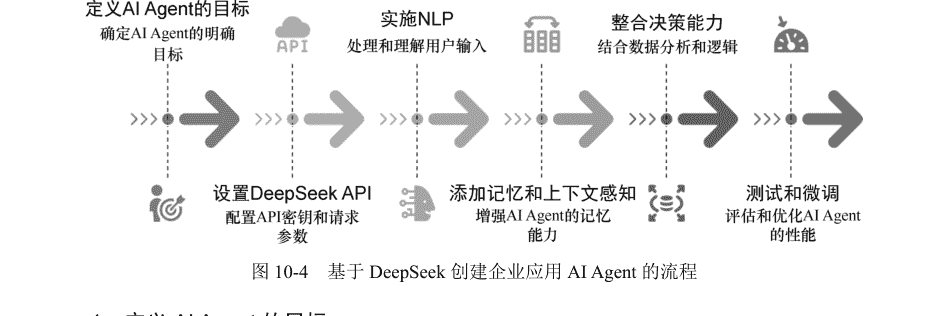 定义AI Agent的目标
确定AI Agent的明确
目标
API
设置DeepSeek API
配置API密钥和请求
参数
实施NLP
处理和理解用户输入
添加记忆和上下文感知
增强AI Agent的记忆
能力
整合决策能力
结合数据分析和逻辑
测试和微调
评估和优化AI Agent
的性能
图 10-4 基于 DeepSeek 创建企业应用 AI Agent 的流程